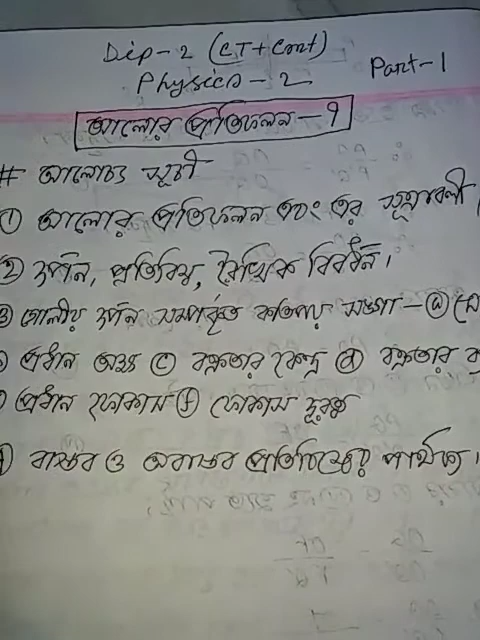 Dip-2 (CT+Cont)
Physics-2 Part-1
আলোর প্রতিফলন-9
# আলোচ্য সূচী
① আলোর প্রতিফলন এবং এর সূত্রাবলী।
② দর্পন, প্রতিবিম্ব, রৈখিক বিবর্ধন।
③ গোলীয় দর্পন সম্পর্কৃত কতিপয় সংজ্ঞা - ⓐ
প্রধান অক্ষ ⓒ বক্রতার কেন্দ্র ⓓ বক্রতার
প্রধান ফোকাস ⓕ ফোকাস দূরত্ব
বাস্তব ও অবাস্তব প্রতিবিম্বের পার্থক্য।